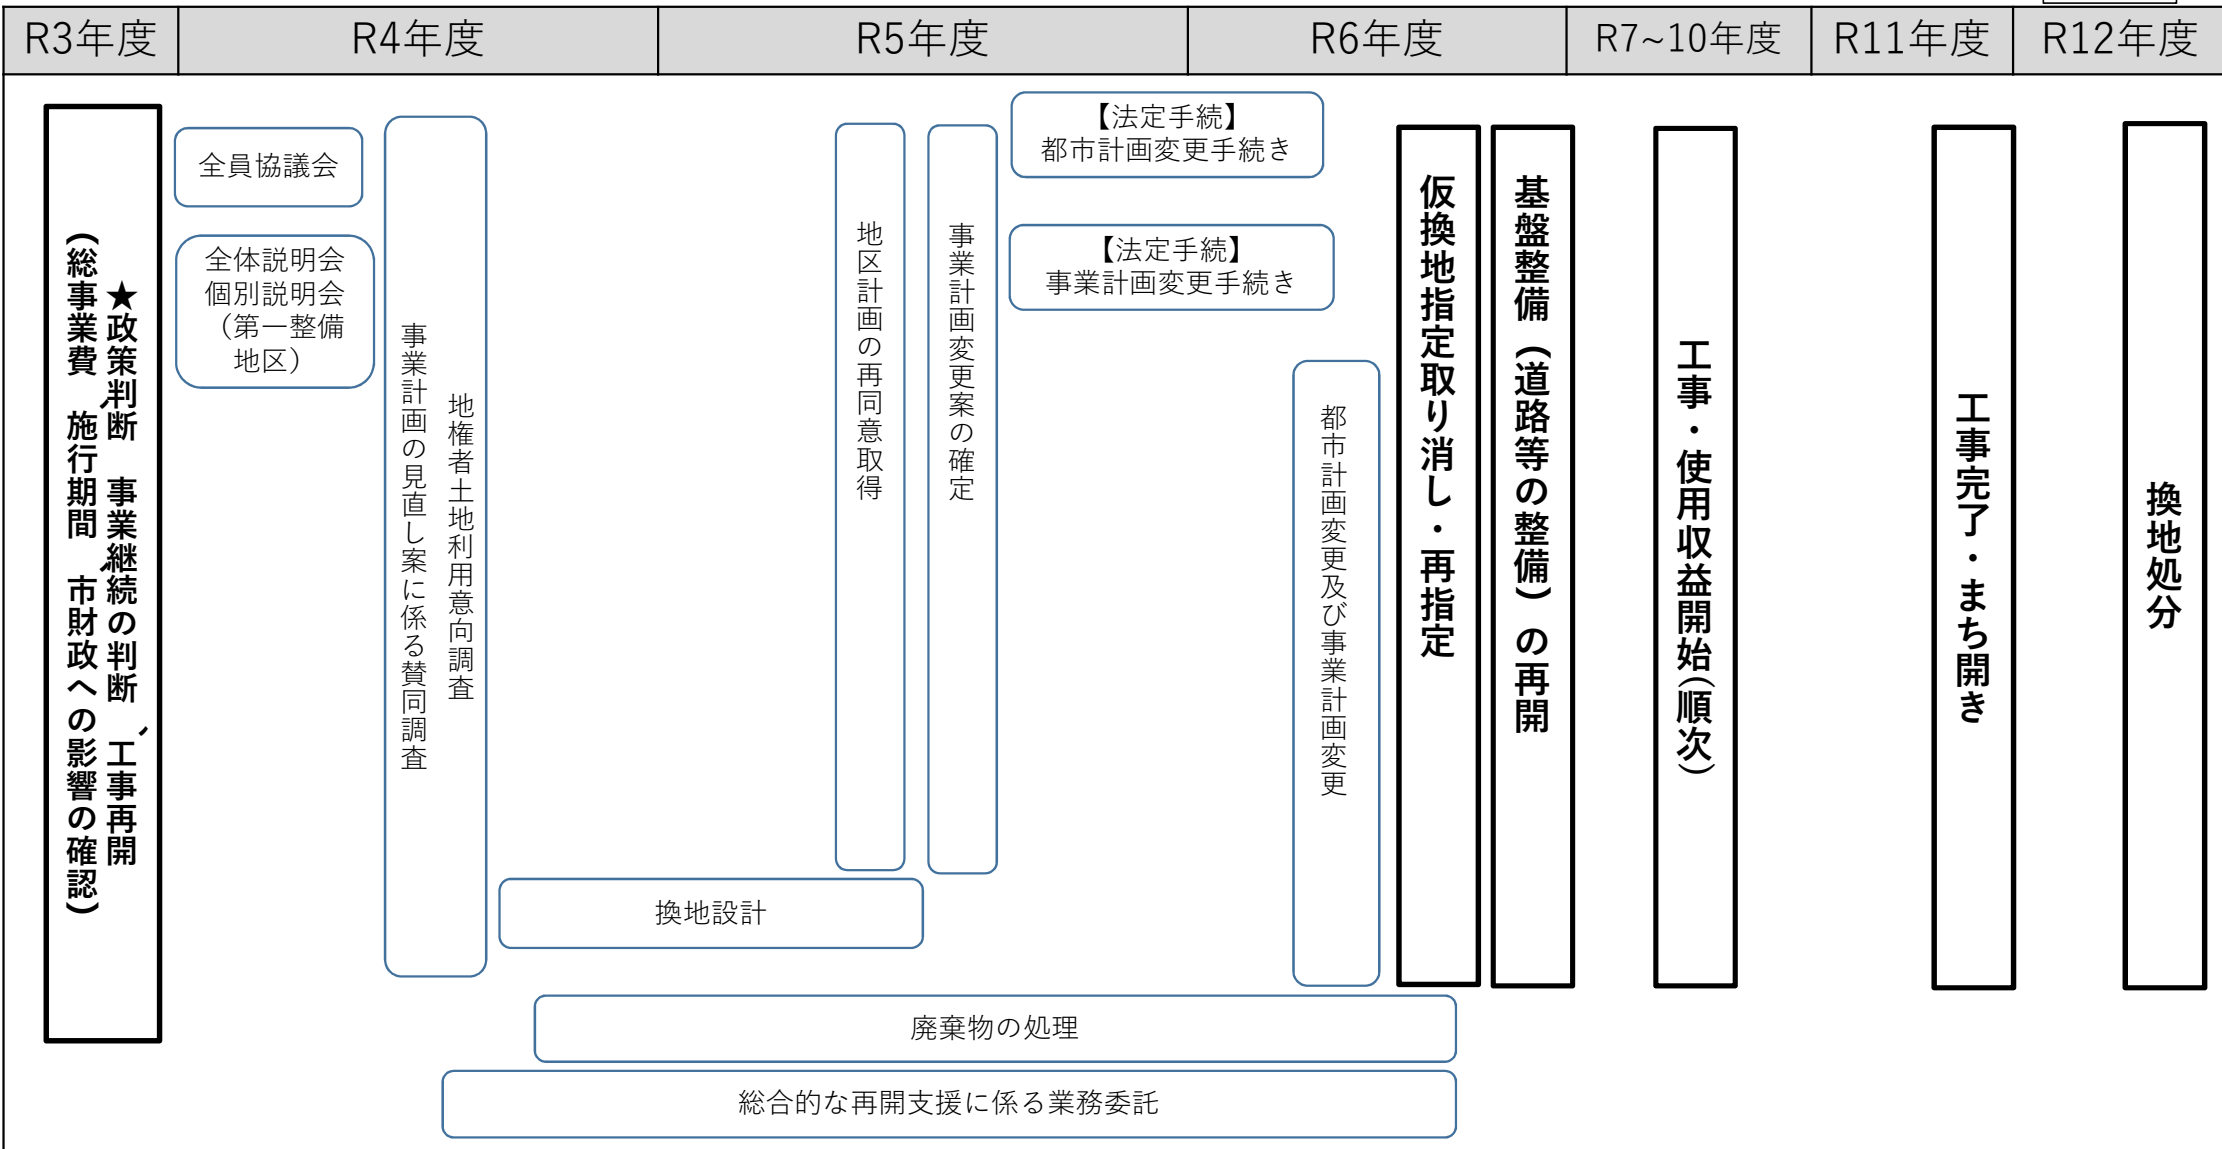 R3年度
R4年度
R5年度
R6年度
R7~10年度
R11年度
R12年度
★政策判断、事業継続の判断、工事再開
(総事業費、施行期間、市財政への影響の確認)
全員協議会
全体説明会
個別説明会
（第一整備
地区）
地権者土地利用意向調査
事業計画の見直し案に係る賛同調査
換地設計
地区計画の再同意取得
事業計画変更案の確定
【法定手続】
都市計画変更手続き
【法定手続】
事業計画変更手続き
都市計画変更及び事業計画変更
仮換地指定取り消し・再指定
基盤整備（道路等の整備）の再開
工事・使用収益開始(順次)
工事完了・まち開き
換地処分
廃棄物の処理
総合的な再開支援に係る業務委託